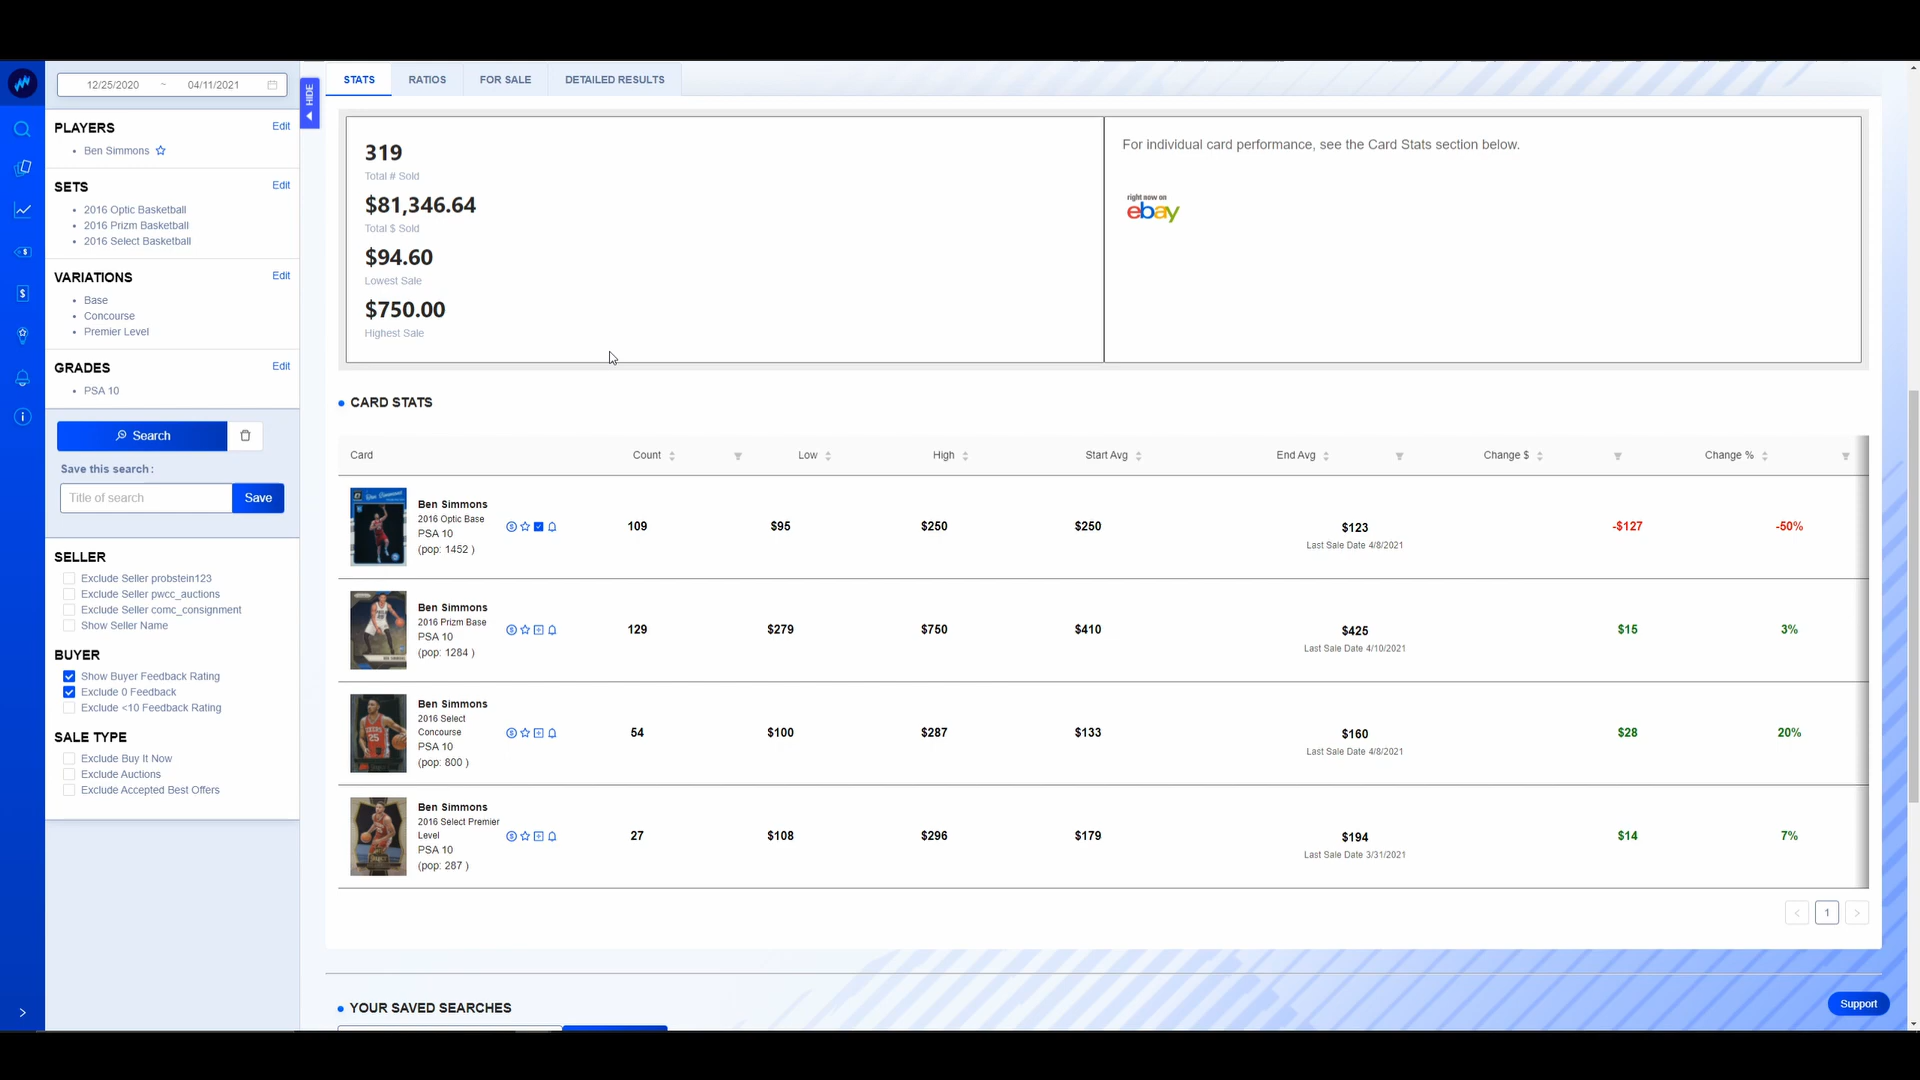 12/25/2020 ~ 04/11/2021
HIDE
STATS RATIOS FOR SALE DETAILED RESULTS
PLAYERS Edit
Ben Simmons
SETS Edit
2016 Optic Basketball
2016 Prizm Basketball
2016 Select Basketball
VARIATIONS Edit
Base
Concourse
Premier Level
GRADES Edit
PSA 10
Search
Save this search:
Title of search Save
SELLER
Exclude Seller probstein123
Exclude Seller pwcc_auctions
Exclude Seller comc_consignment
Show Seller Name
BUYER
Show Buyer Feedback Rating
Exclude 0 Feedback
Exclude <10 Feedback Rating
SALE TYPE
Exclude Buy It Now
Exclude Auctions
Exclude Accepted Best Offers
319
Total # Sold
$81,346.64
Total $ Sold
$94.60
Lowest Sale
$750.00
Highest Sale
For individual card performance, see the Card Stats section below.
right now on
ebay
CARD STATS
Card Count Low High Start Avg End Avg Change $ Change %
Ben Simmons
2016 Optic Base
PSA 10
(pop: 1452 )
109 $95 $250 $250 $123 -$127 -50%
Last Sale Date 4/8/2021
Ben Simmons
2016 Prizm Base
PSA 10
(pop: 1284 )
129 $279 $750 $410 $425 $15 3%
Last Sale Date 4/10/2021
Ben Simmons
2016 Select
Concourse
PSA 10
(pop: 800 )
54 $100 $287 $133 $160 $28 20%
Last Sale Date 4/8/2021
Ben Simmons
2016 Select Premier
Level
PSA 10
(pop: 287 )
27 $108 $296 $179 $194 $14 7%
Last Sale Date 3/31/2021
< 1 >
YOUR SAVED SEARCHES
Support